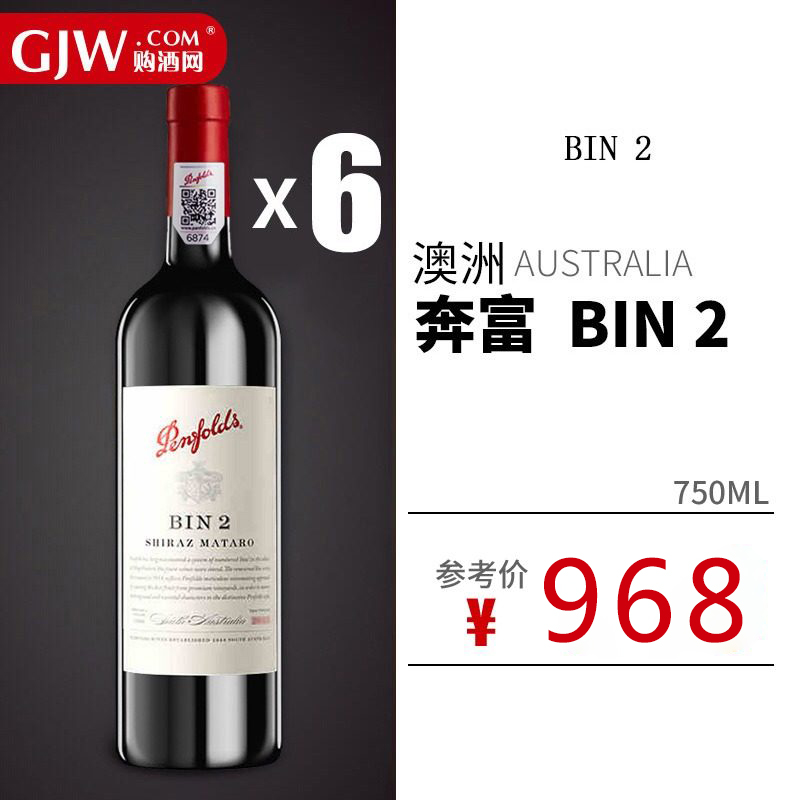 GJW.COM®
购酒网
BIN 2
x6
澳洲 AUSTRALIA
奔富 BIN 2
750ML
参考价
¥ 968
Penfolds
6874
Penfolds
BIN 2
SHIRAZ MATARO
South Australia